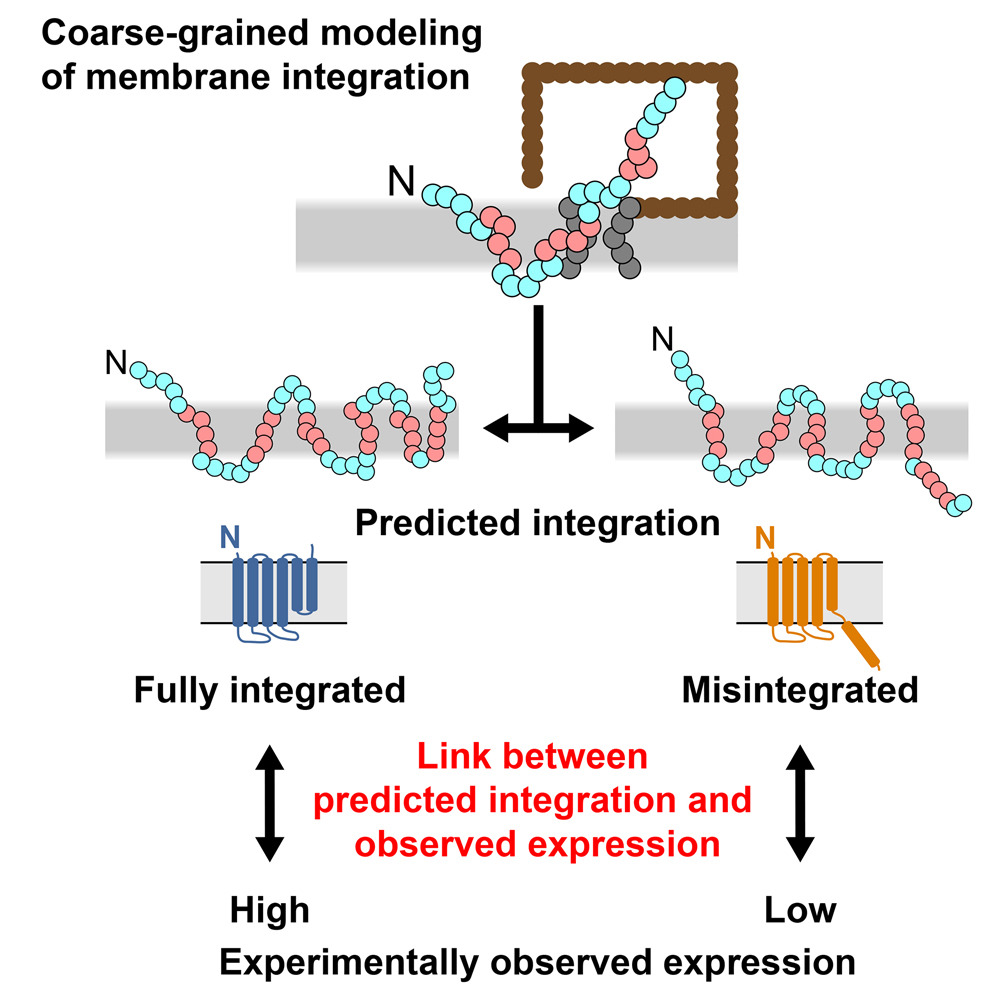 Coarse-grained modeling
of membrane integration
N
N
N
Predicted integration
N
N
Fully integrated
Misintegrated
Link between
predicted integration and
observed expression
High
Low
Experimentally observed expression